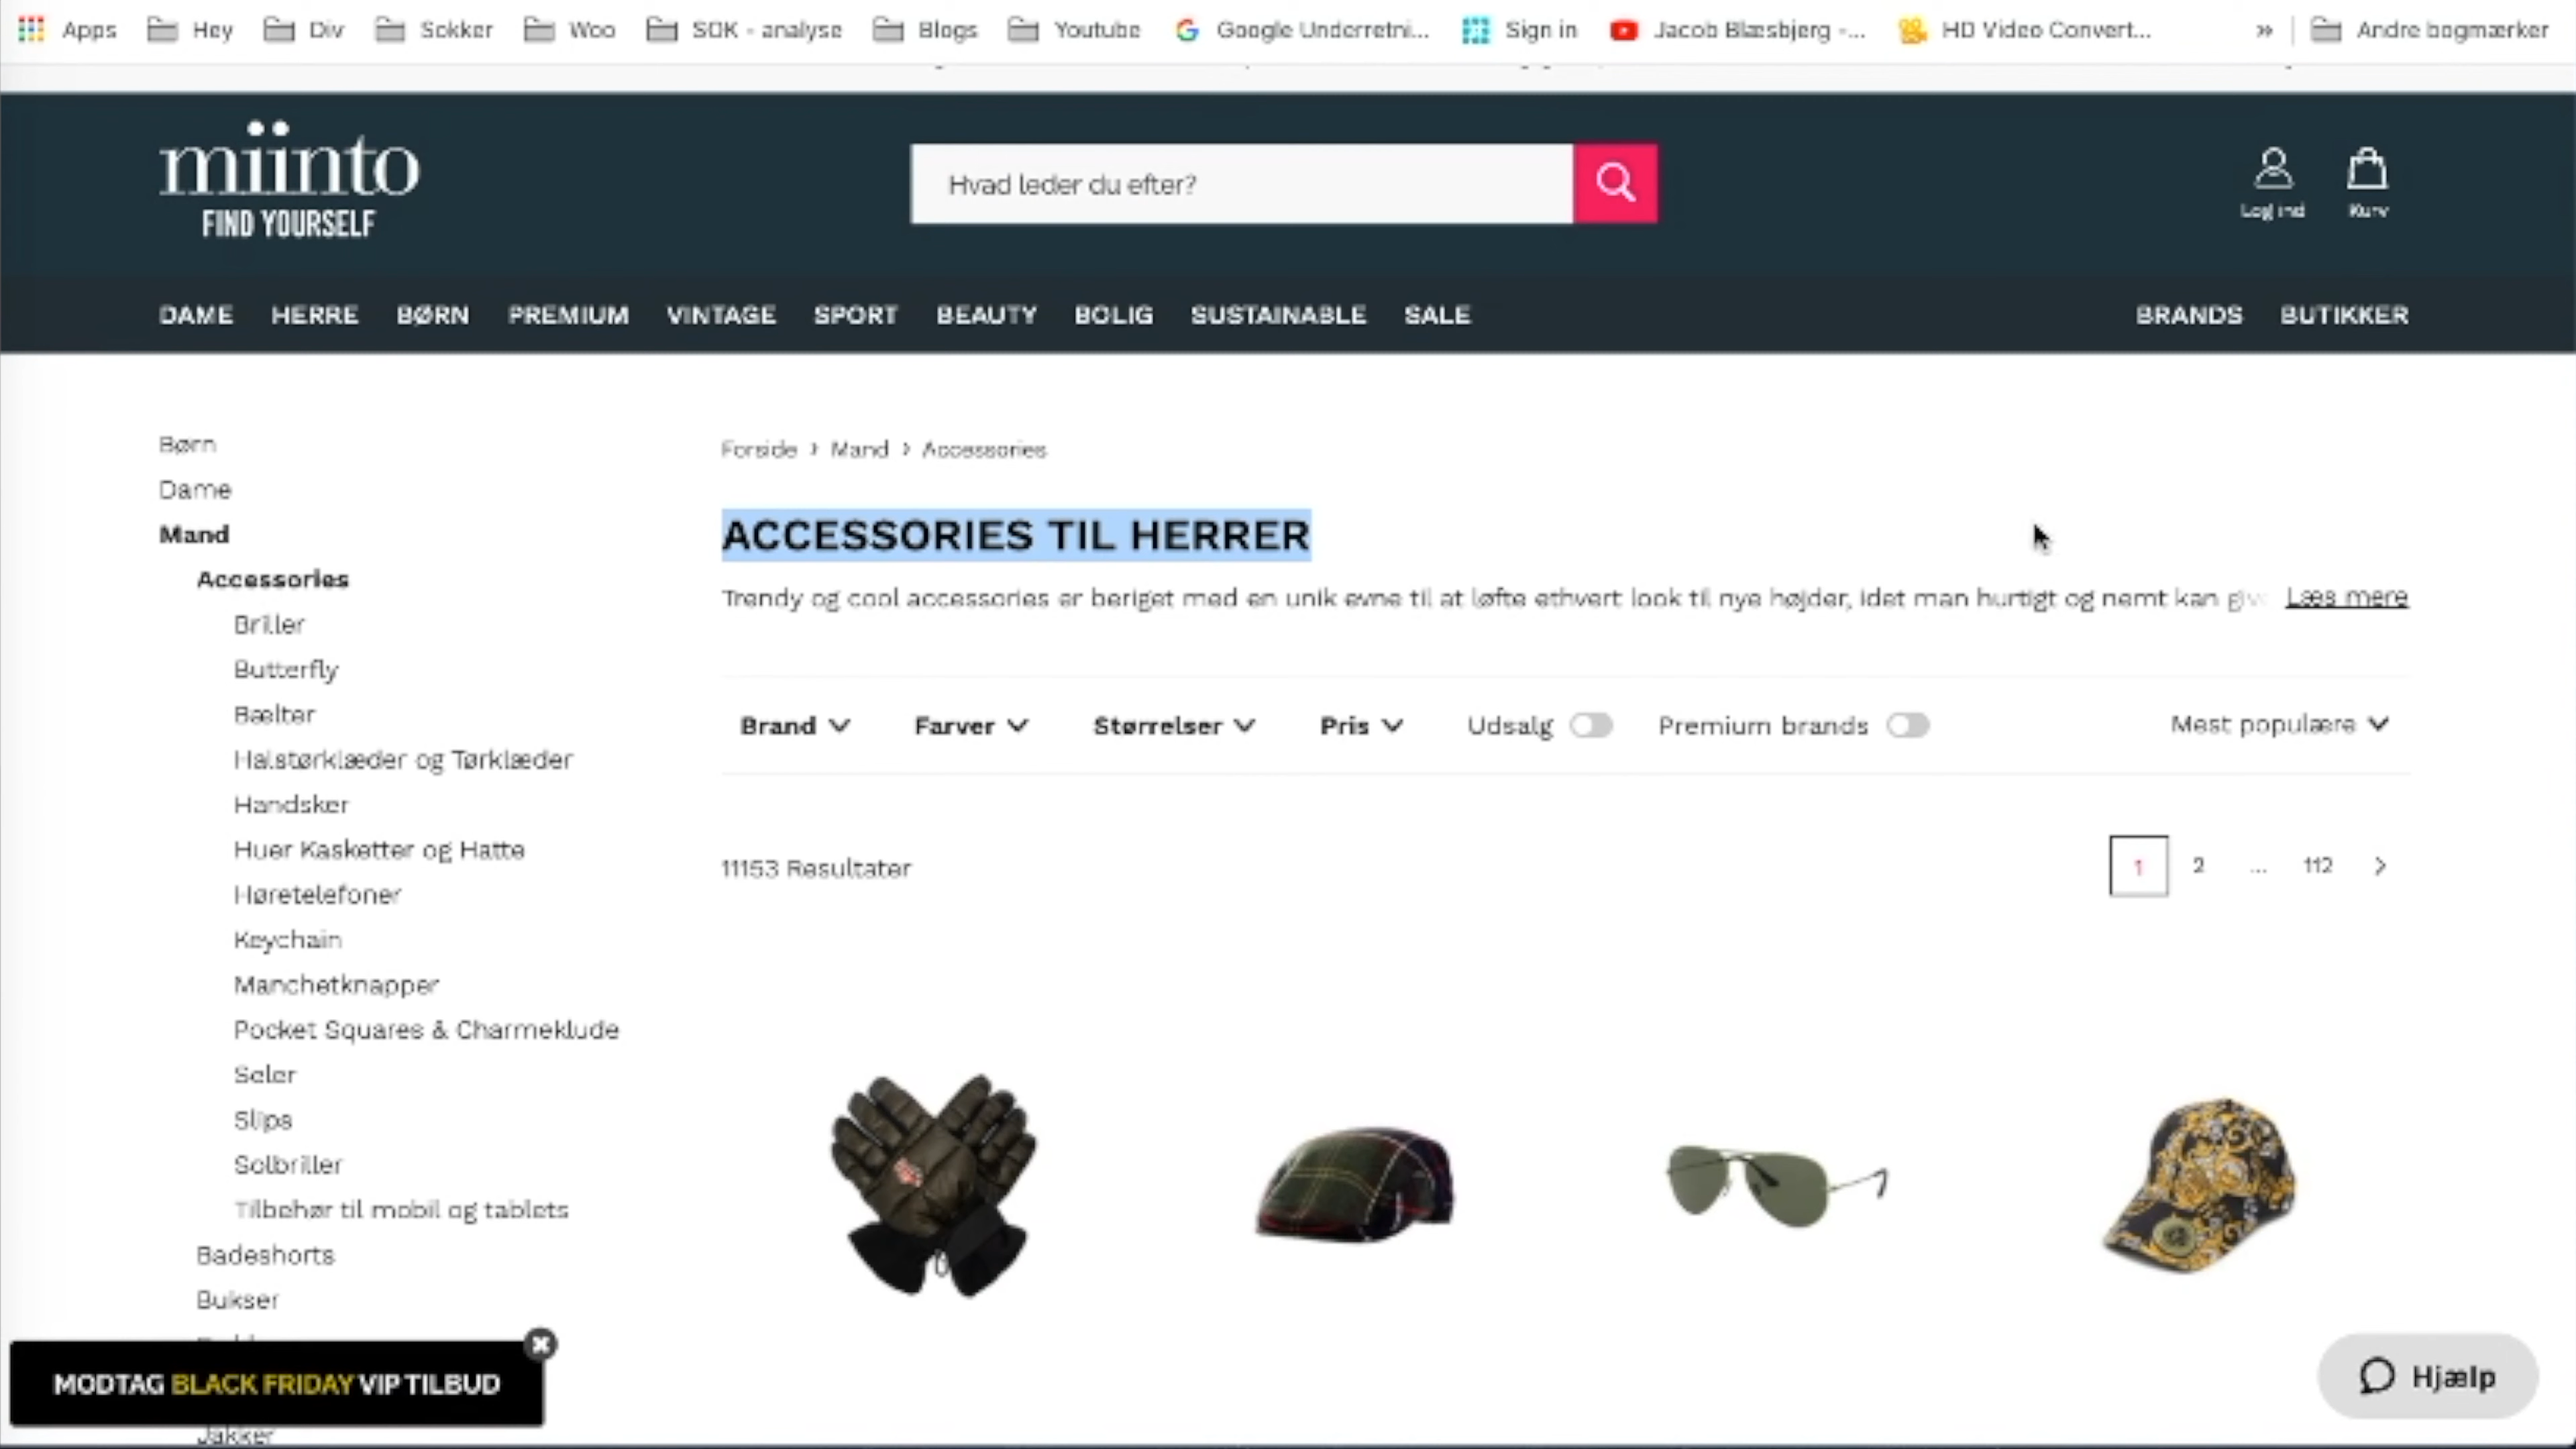 Apps Hey Div Sokker Woo SOK - analyse Blogs Youtube Google Underretni... Sign in Jacob Blæsbjerg -... HD Video Convert... » Andre bogmærker
miinto
FIND YOURSELF
Hvad leder du efter?
Log ind Kurv
DAME HERRE BØRN PREMIUM VINTAGE SPORT BEAUTY BOLIG SUSTAINABLE SALE BRANDS BUTIKKER
Børn
Dame
Mand
Accessories
Briller
Butterfly
Bælter
Halstørklæder og Tørklæder
Handsker
Huer Kasketter og Hatte
Høretelefoner
Keychain
Manchetknapper
Pocket Squares & Charmeklude
Seler
Slips
Solbriller
Tilbehør til mobil og tablets
Badeshorts
Bukser
Jakker
Forside › Mand › Accessories
ACCESSORIES TIL HERRER
Trendy og cool accessories er beriget med en unik evne til at løfte ethvert look til nye højder, idet man hurtigt og nemt kan Læs mere
Brand Farver Størrelser Pris Udsalg Premium brands Mest populære
11153 Resultater
1 2 ... 112 >
MODTAG BLACK FRIDAY VIP TILBUD
Hjælp